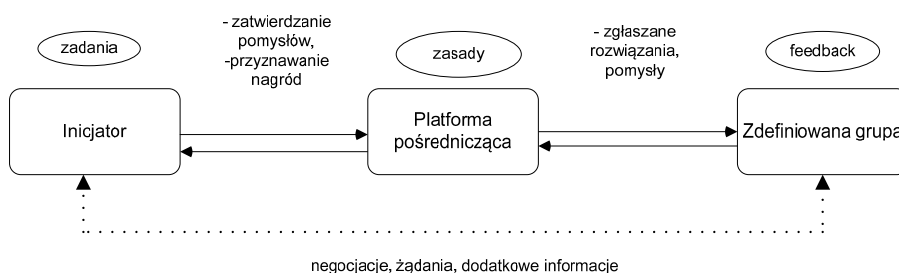 zadania
- zatwierdzanie
pomysłów,
-przyznawanie
nagród
zasady
- zgłaszane
rozwiązania,
pomysły
feedback
Inicjator
Platforma
pośrednicząca
Zdefiniowana grupa
negocjacje, żądania, dodatkowe informacje